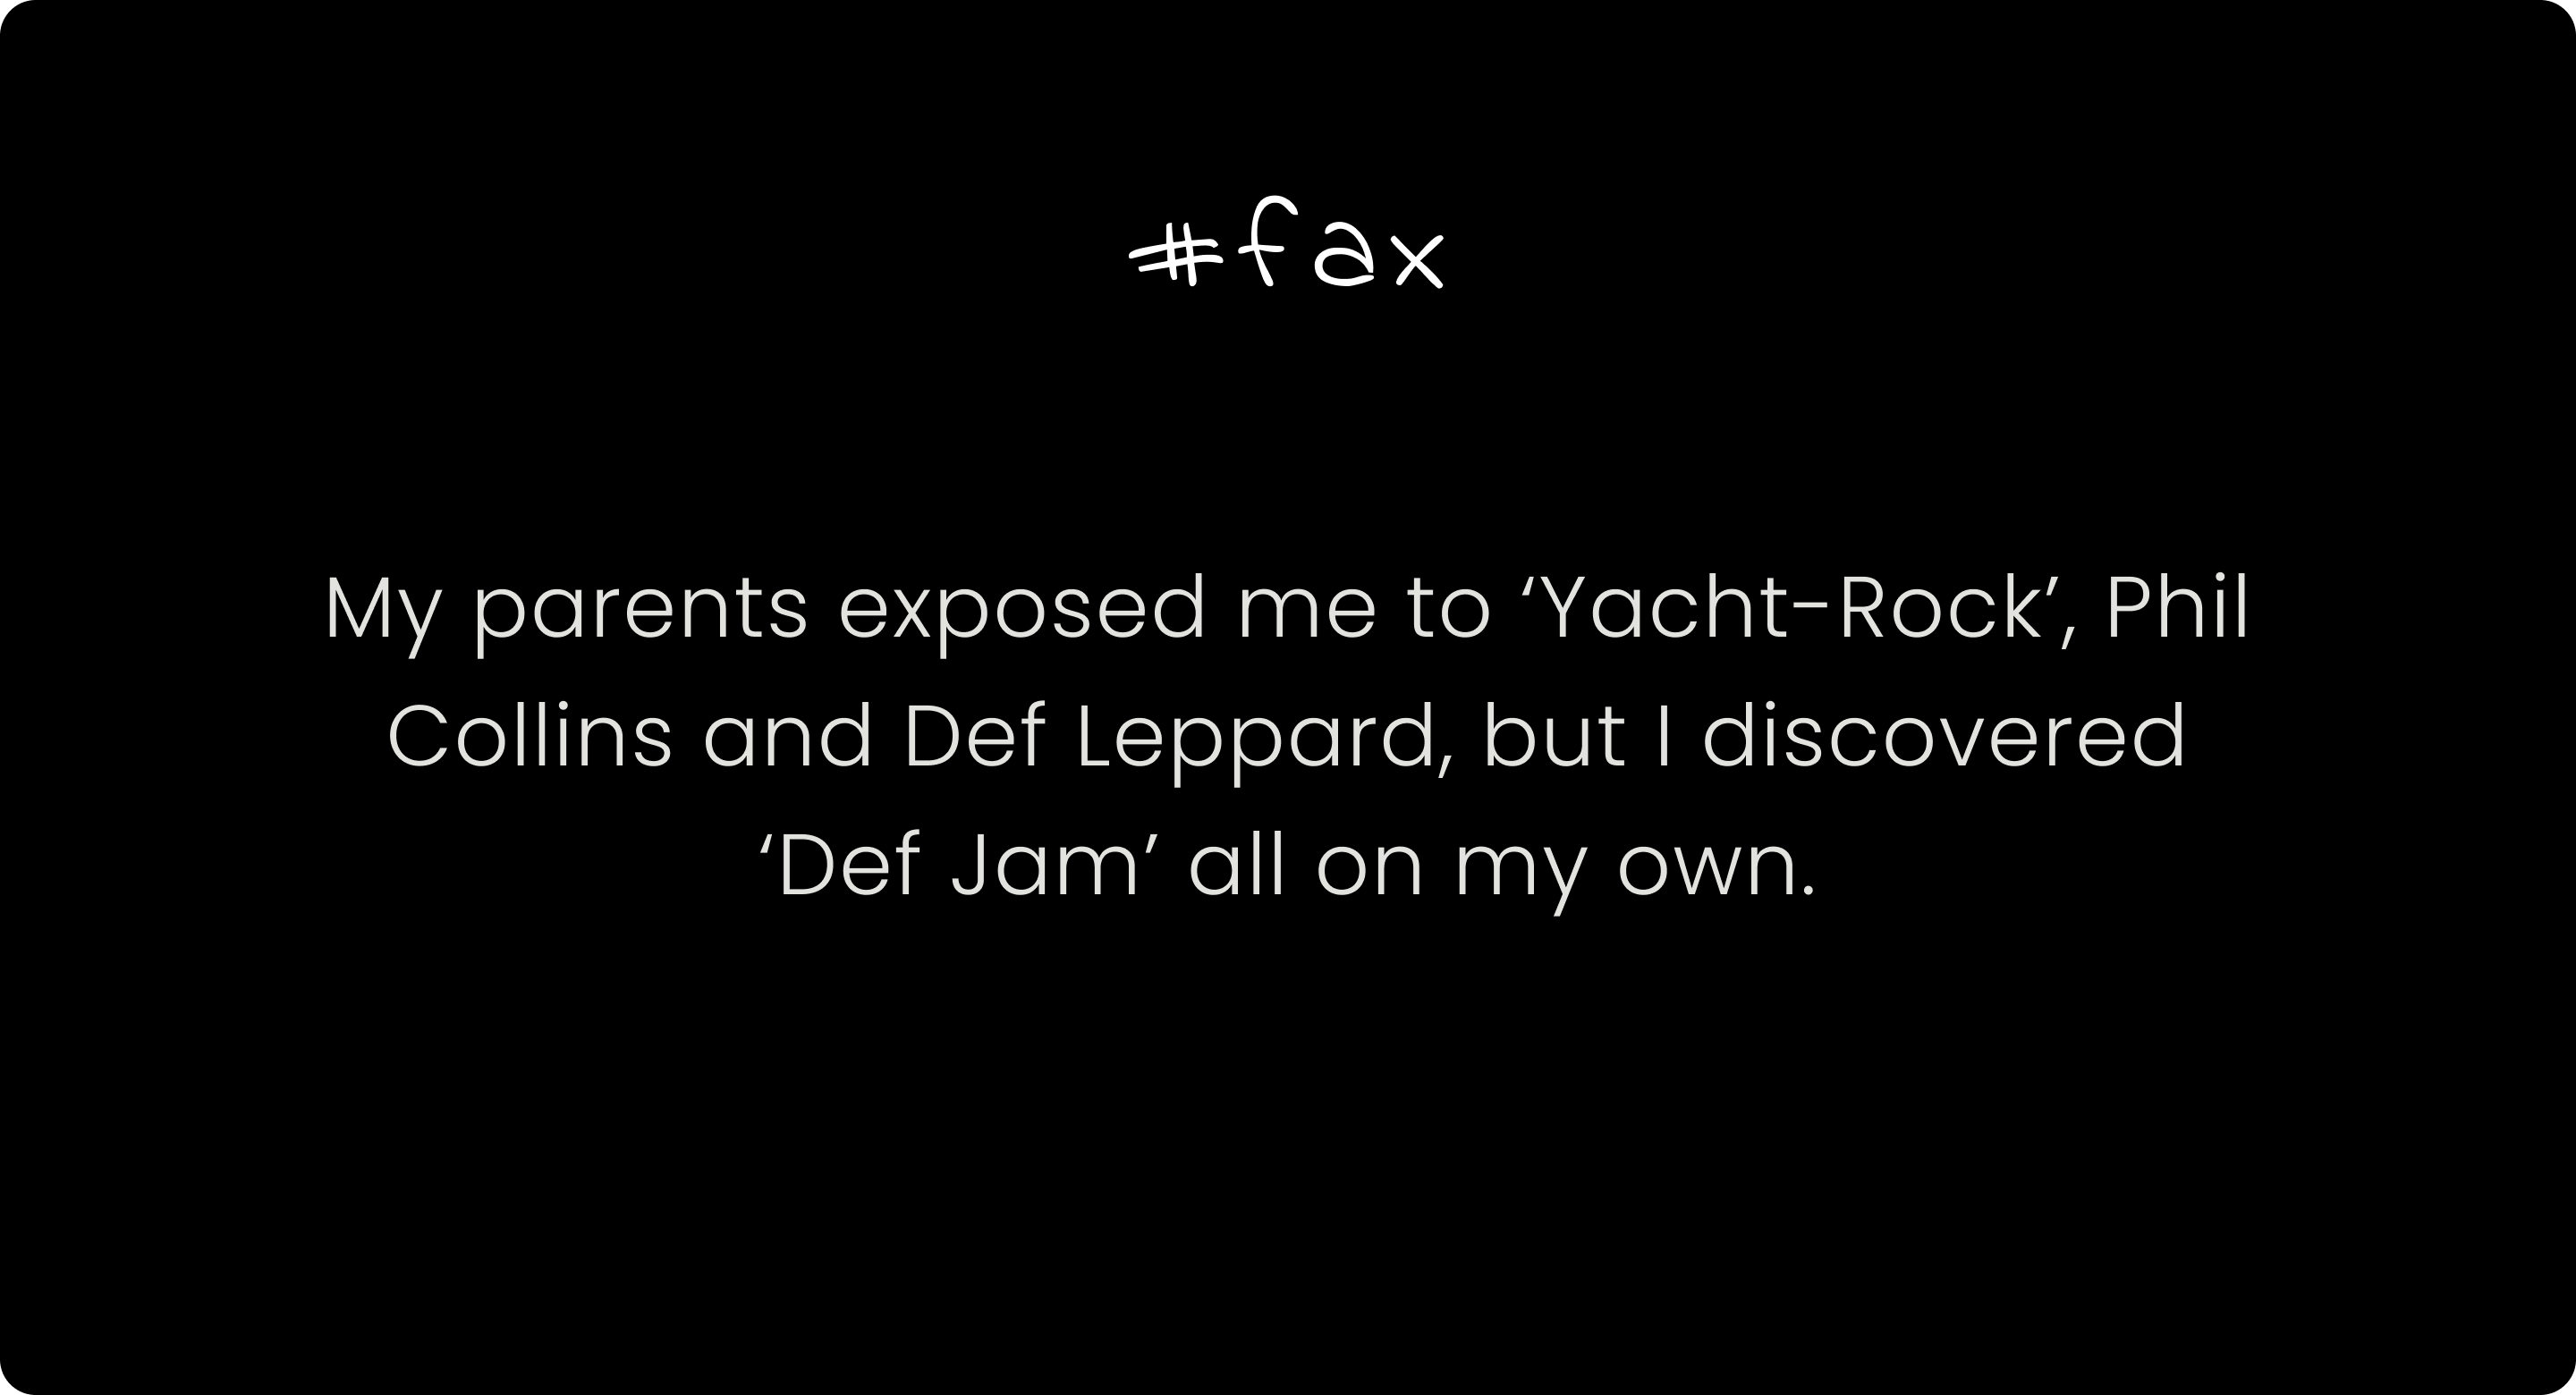 #fax
My parents exposed me to ‘Yacht-Rock’, Phil
Collins and Def Leppard, but I discovered
‘Def Jam’ all on my own.